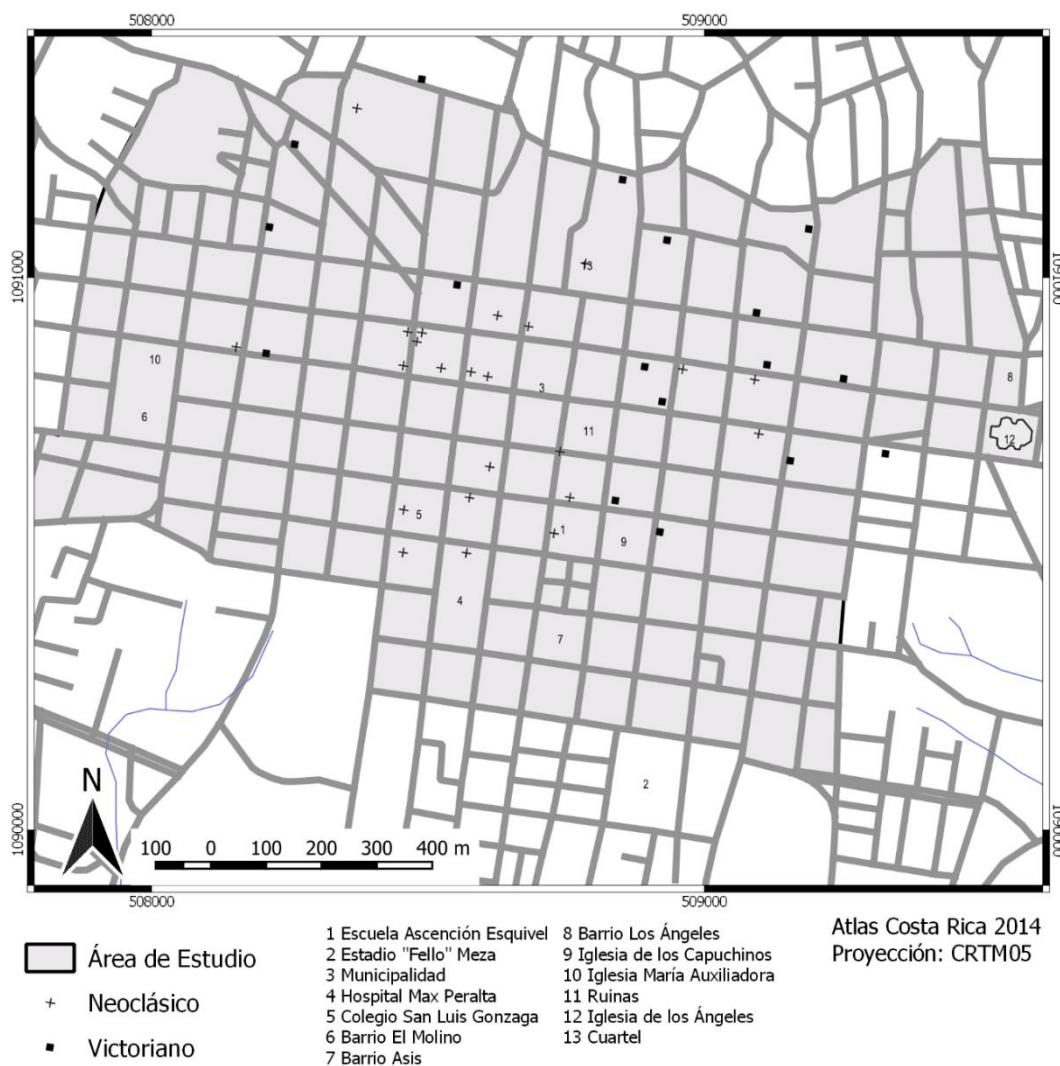 508000
509000
13
1091000
1091000
10
8
3
6
11
12
5
1
9
4
7
2
1090000
1090000
N
100 0 100 200 300 400 m
508000
509000
Área de Estudio
Neoclásico
Victoriano
1 Escuela Ascención Esquivel
2 Estadio "Fello" Meza
3 Municipalidad
4 Hospital Max Peralta
5 Colegio San Luis Gonzaga
6 Barrio El Molino
7 Barrio Asis
8 Barrio Los Ángeles
9 Iglesia de los Capuchinos
10 Iglesia María Auxiliadora
11 Ruinas
12 Iglesia de los Ángeles
13 Cuartel
Atlas Costa Rica 2014
Proyección: CRTM05